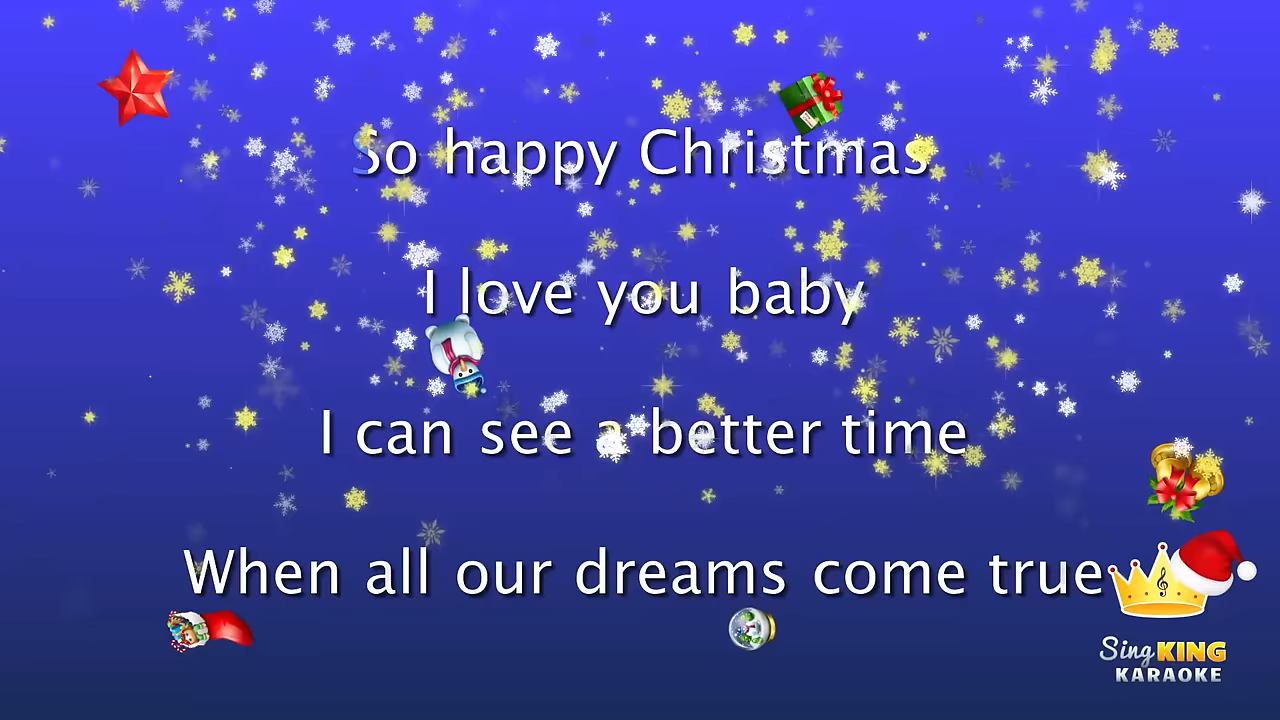 So happy Christmas
I love you baby
I can see a better time
When all our dreams come true
Sing KING
KARAOKE